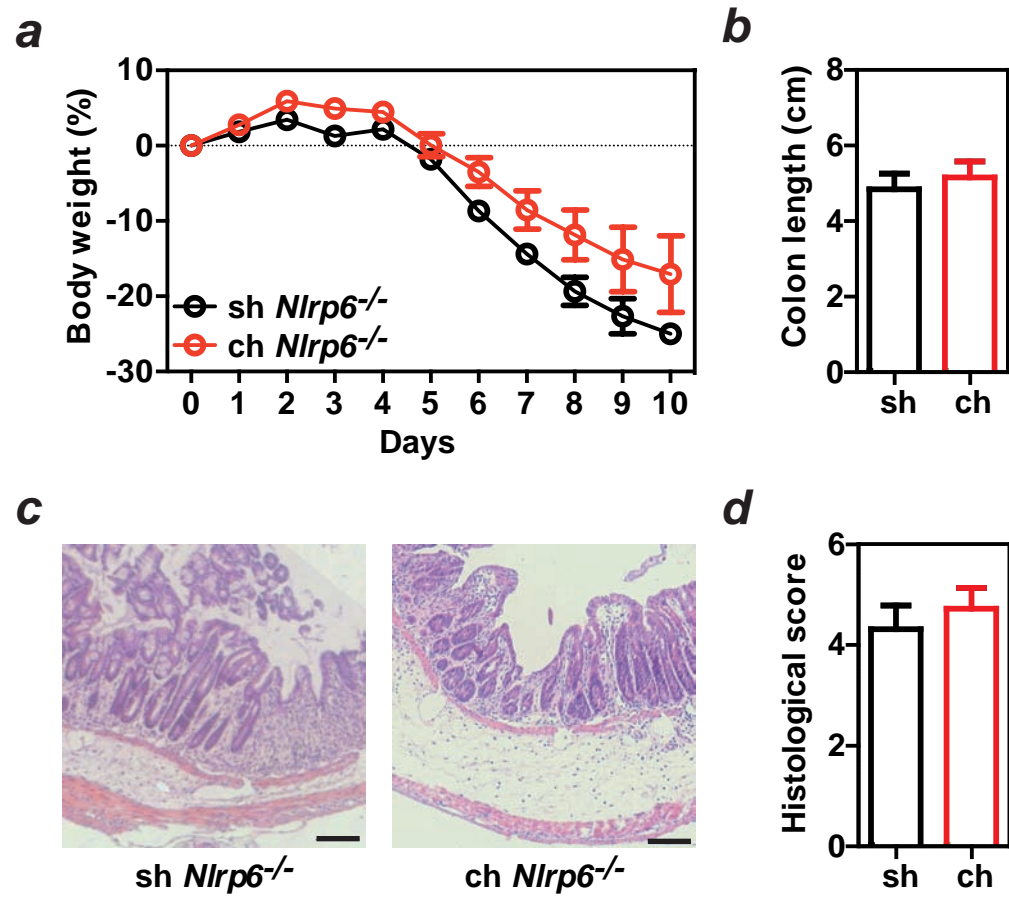 a
10
0
-10
-20
-30
Body weight (%)
sh Nlrp6-/-
ch Nlrp6-/-
0 1 2 3 4 5 6 7 8 9 10
Days
b
8
6
4
2
0
Colon length (cm)
sh ch
c
sh Nlrp6-/-
ch Nlrp6-/-
d
6
4
2
0
Histological score
sh ch